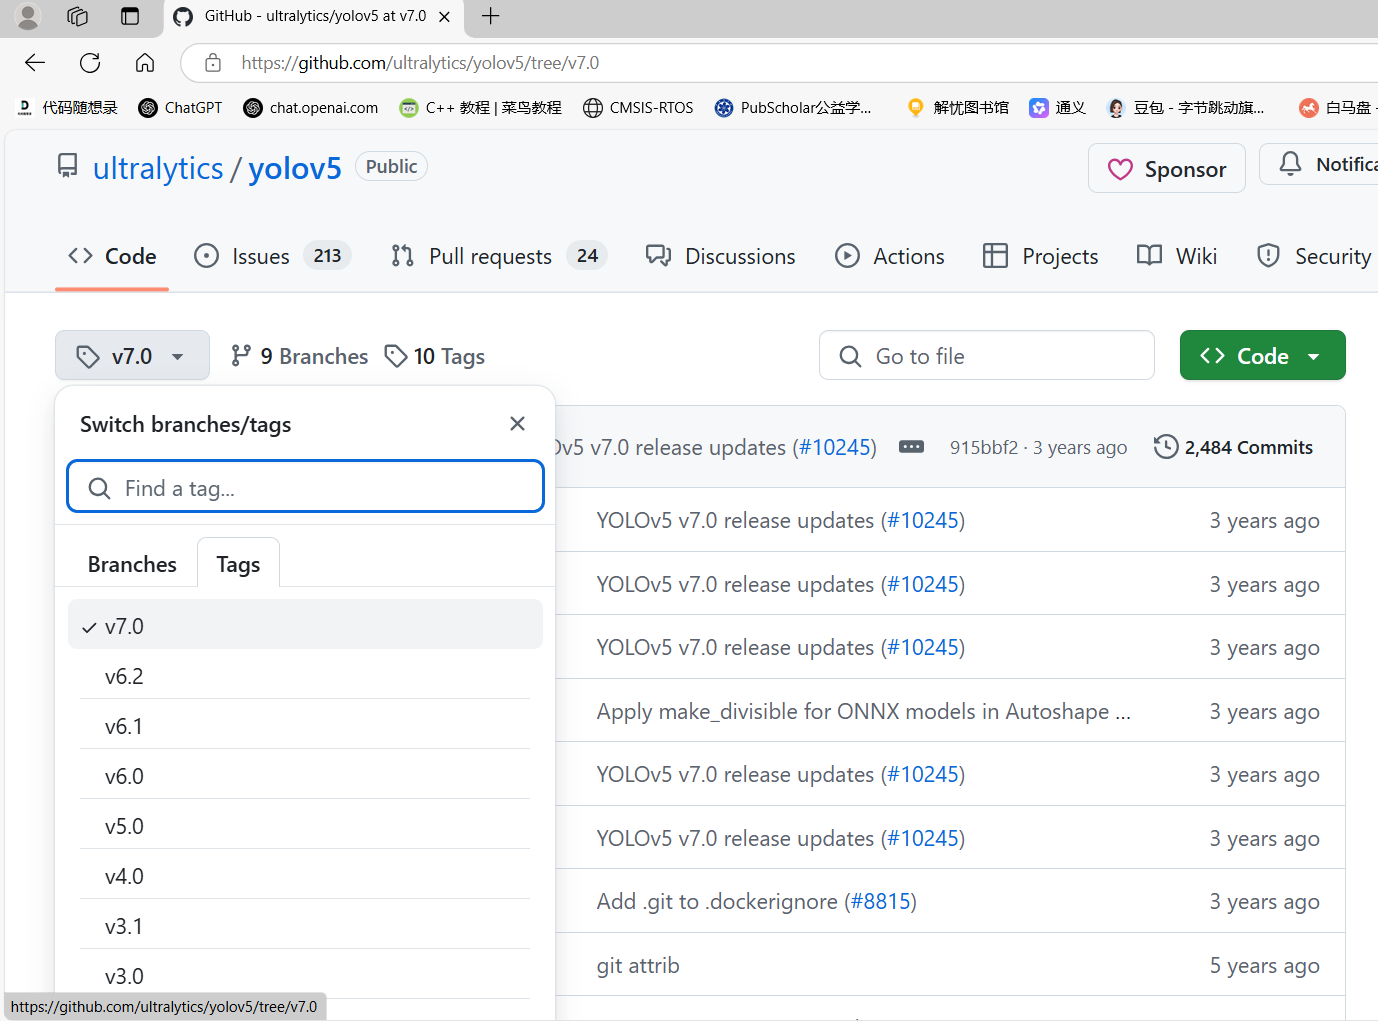 GitHub - ultralytics/yolov5 at v7.0
https://github.com/ultralytics/yolov5/tree/v7.0
代码随想录 ChatGPT chat.openai.com C++ 教程 | 菜鸟教程 CMSIS-RTOS PubScholar公益学... 解忧图书馆 通义 豆包 - 字节跳动旗... 白马盘 -
ultralytics / yolov5 Public
Sponsor Notifica
Code Issues 213 Pull requests 24 Discussions Actions Projects Wiki Security
v7.0 9 Branches 10 Tags Go to file Code
Switch branches/tags
Find a tag...
Branches Tags
v7.0
v6.2
v6.1
v6.0
v5.0
v4.0
v3.1
v3.0
v5 v7.0 release updates (#10245) 915bbf2 · 3 years ago 2,484 Commits
YOLOv5 v7.0 release updates (#10245) 3 years ago
YOLOv5 v7.0 release updates (#10245) 3 years ago
YOLOv5 v7.0 release updates (#10245) 3 years ago
Apply make_divisible for ONNX models in Autoshape ... 3 years ago
YOLOv5 v7.0 release updates (#10245) 3 years ago
YOLOv5 v7.0 release updates (#10245) 3 years ago
Add .git to .dockerignore (#8815) 3 years ago
git attrib 5 years ago
https://github.com/ultralytics/yolov5/tree/v7.0